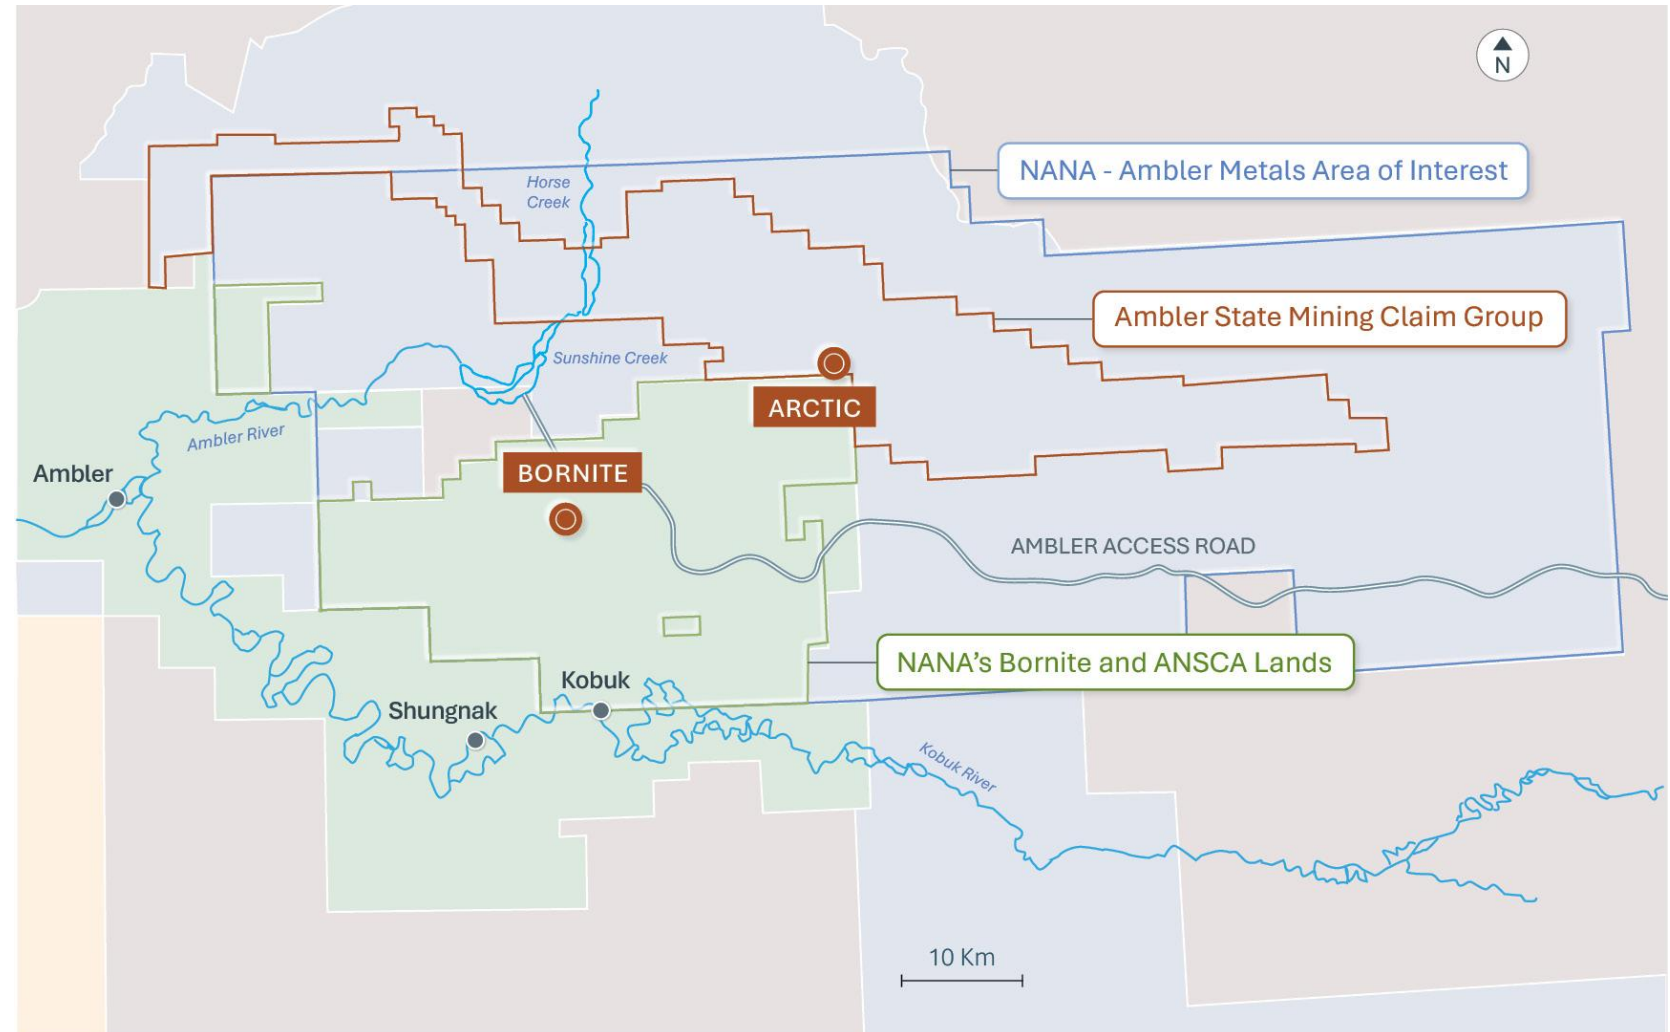 N
NANA - Ambler Metals Area of Interest
Horse
Creek
Ambler State Mining Claim Group
Sunshine Creek
ARCTIC
Ambler River
Ambler
BORNITE
AMBLER ACCESS ROAD
NANA's Bornite and ANSCA Lands
Kobuk
Shungnak
Kobuk River
10 Km